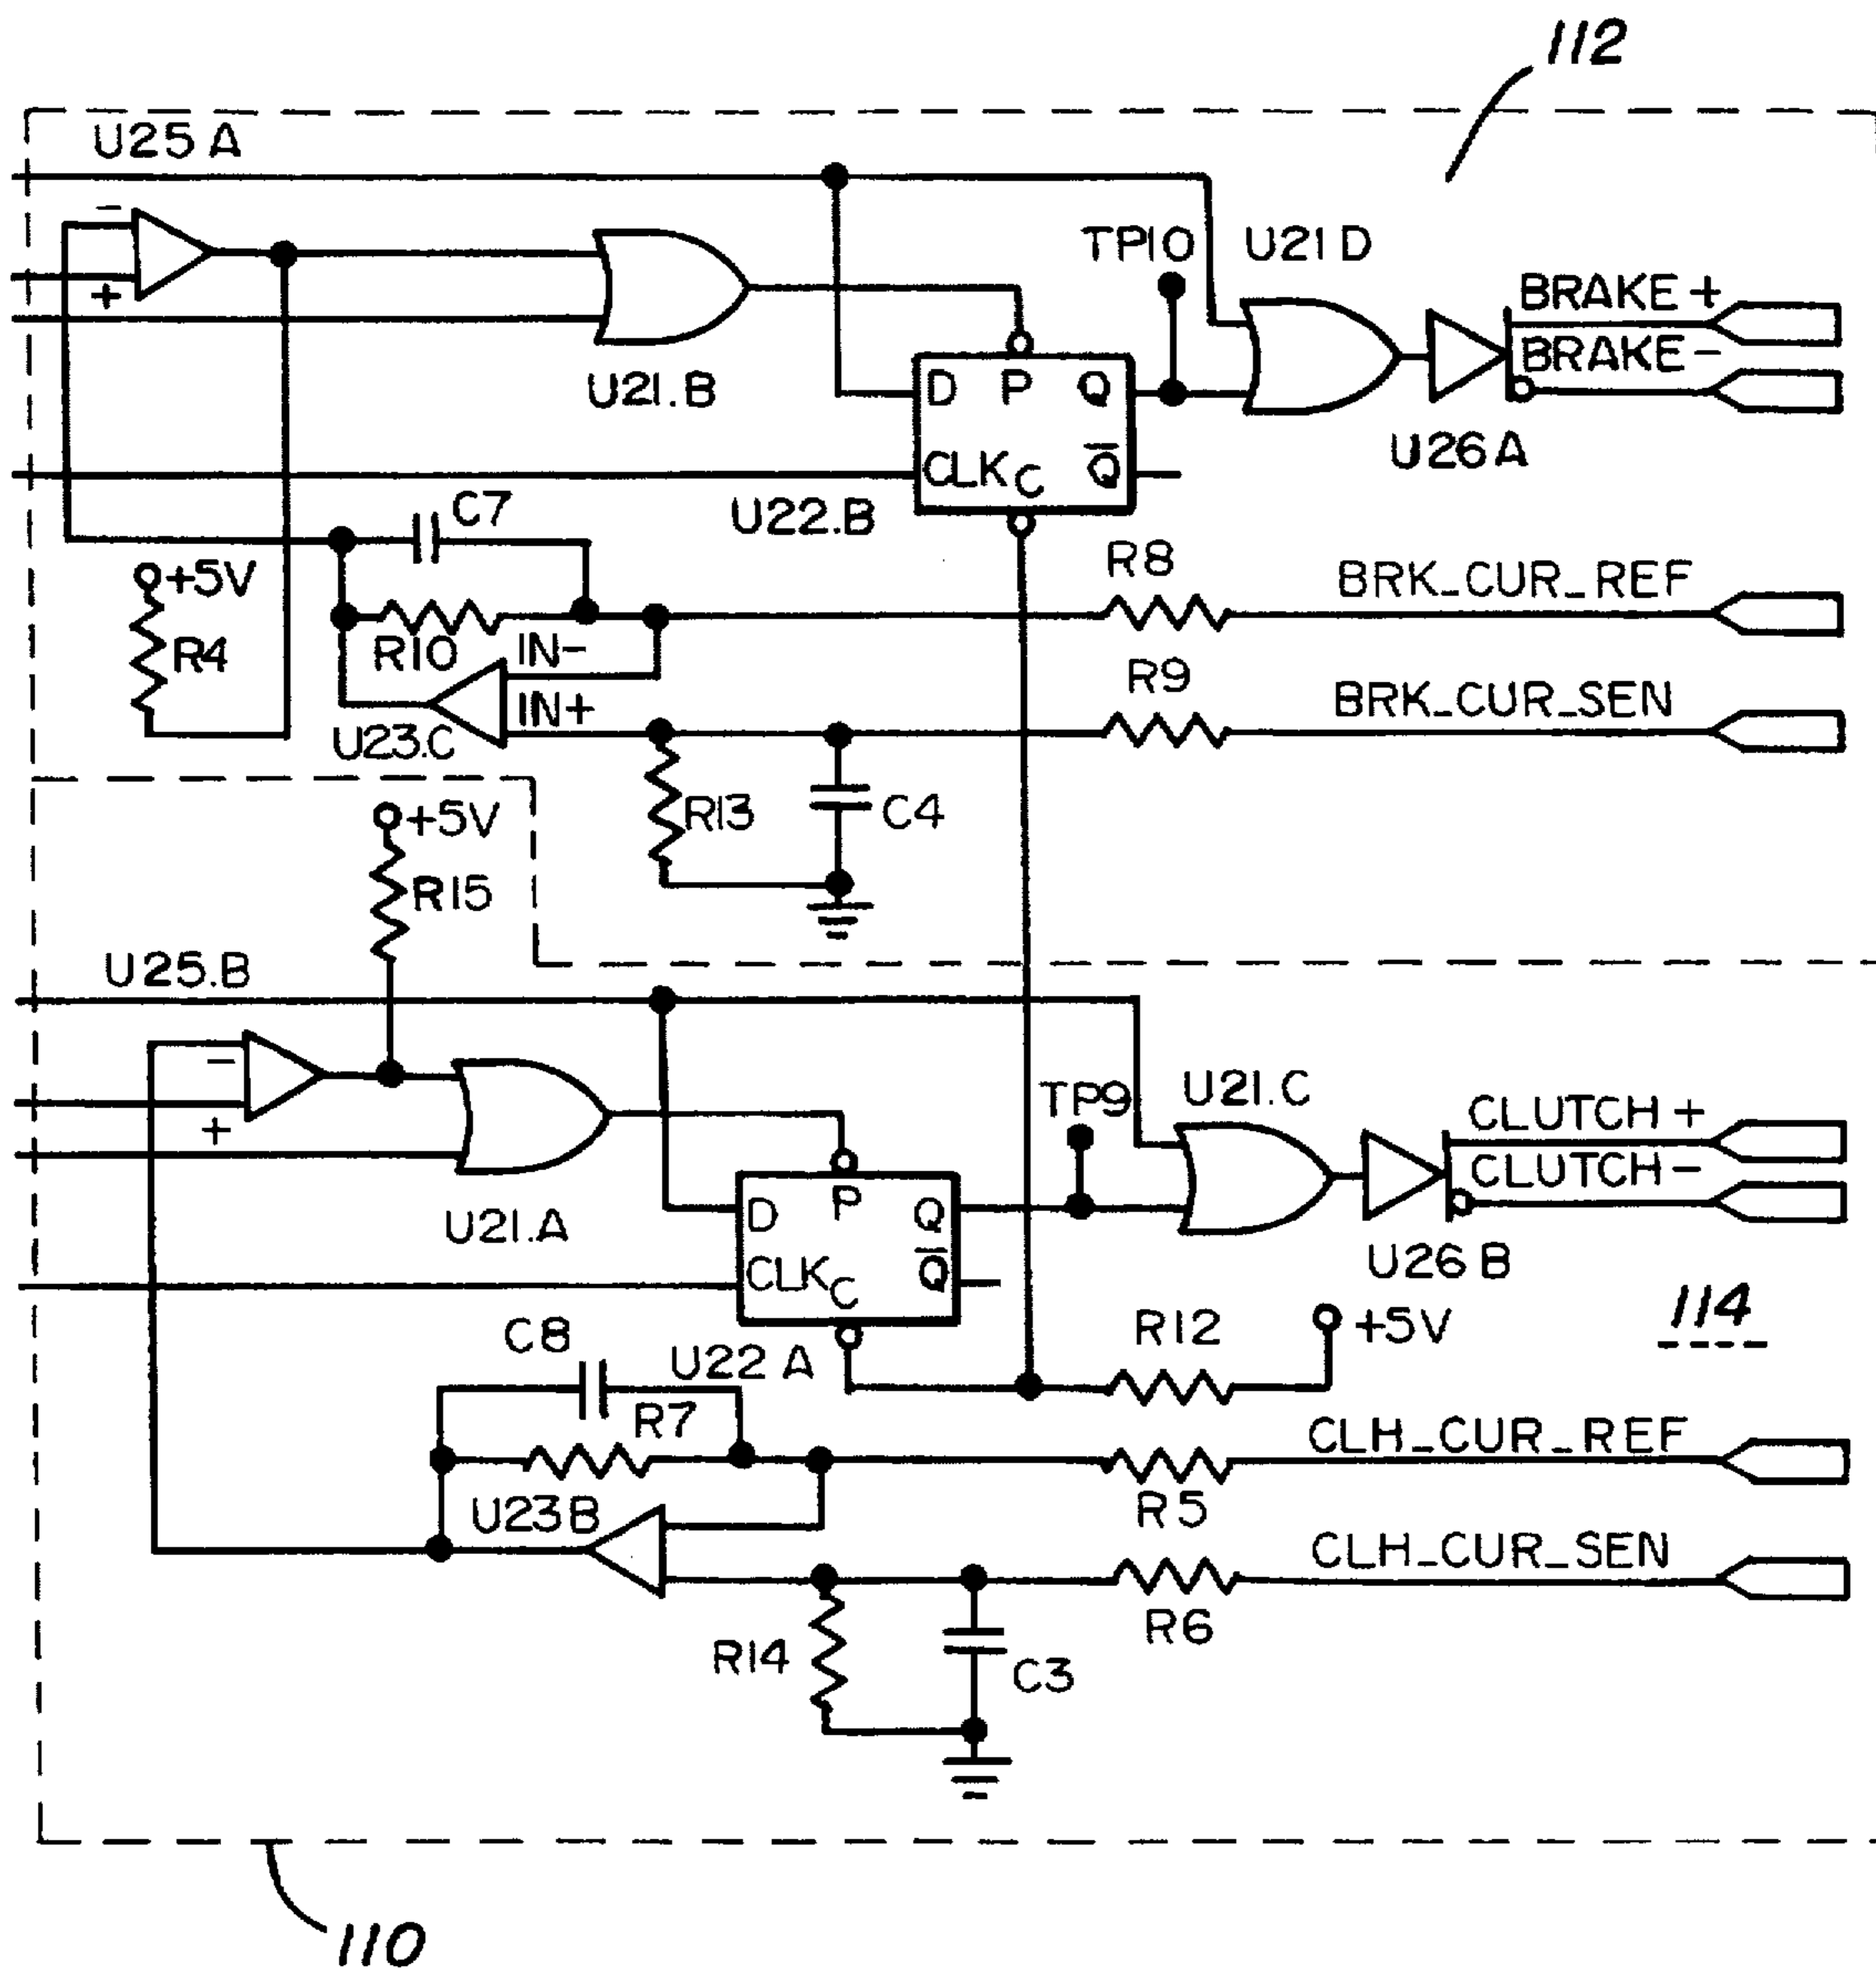 112
U25 A
-
+
TP10
U21 D
BRAKE +
BRAKE -
U21.B
D P Q
CLK C Q̅
U26 A
U22.B
C7
+5V
R4
R10
IN-
IN+
U23.C
R8
BRK_CUR_REF
R9
BRK_CUR_SEN
R13
C4
+5V
R15
U25.B
-
+
TP9
U21.C
CLUTCH +
CLUTCH -
U21.A
D P Q
CLK C Q̅
U26 B
114
C8
U22 A
R12
+5V
R7
CLH_CUR_REF
R5
U23 B
CLH_CUR_SEN
R6
R14
C3
110